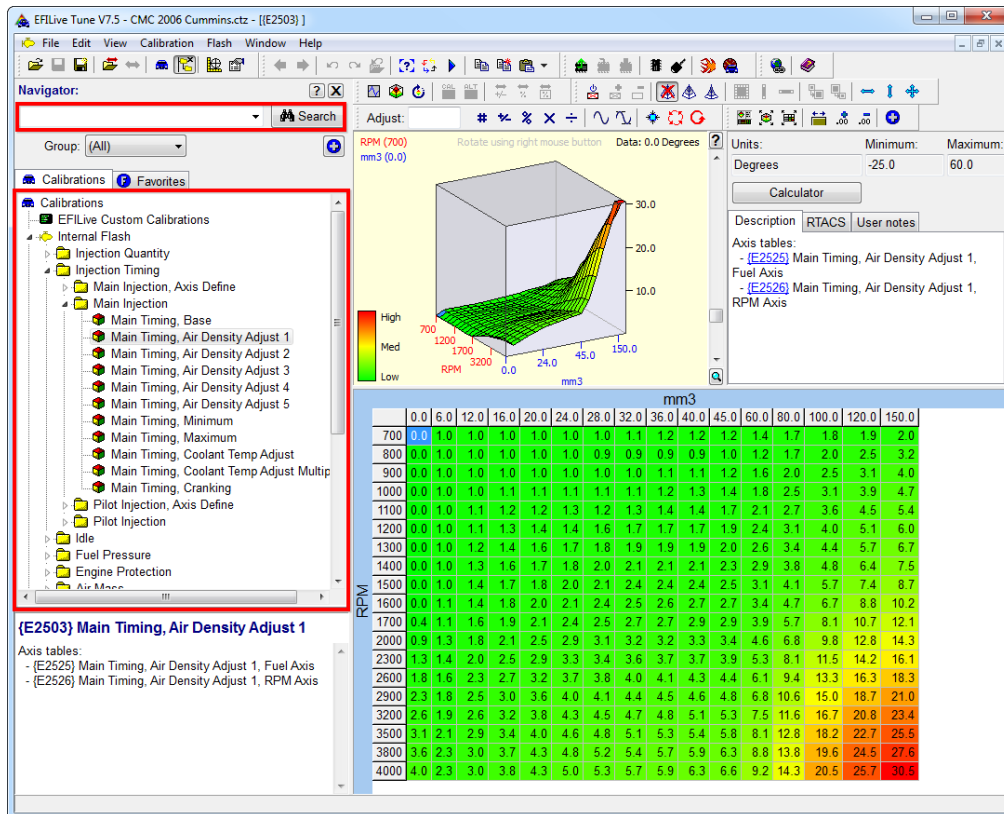 EFILive Tune V7.5 - CMC 2006 Cummins.ctz - [{E2503} ]
File Edit View Calibration Flash Window Help
Navigator:
Search
Group: (All)
Calibrations Favorites
Calibrations
EFILive Custom Calibrations
Internal Flash
Injection Quantity
Injection Timing
Main Injection, Axis Define
Main Injection
Main Timing, Base
Main Timing, Air Density Adjust 1
Main Timing, Air Density Adjust 2
Main Timing, Air Density Adjust 3
Main Timing, Air Density Adjust 4
Main Timing, Air Density Adjust 5
Main Timing, Minimum
Main Timing, Maximum
Main Timing, Coolant Temp Adjust
Main Timing, Coolant Temp Adjust Multip
Main Timing, Cranking
Pilot Injection, Axis Define
Pilot Injection
Idle
Fuel Pressure
Engine Protection
Air Mass
{E2503} Main Timing, Air Density Adjust 1
Axis tables:
- {E2525} Main Timing, Air Density Adjust 1, Fuel Axis
- {E2526} Main Timing, Air Density Adjust 1, RPM Axis
CAL ALT
Adjust:
RPM (700) Rotate using right mouse button Data: 0.0 Degrees
mm3 (0.0)
30.0
20.0
10.0
High
Med
Low
700
1200
1700
3200
RPM
0.0
24.0
45.0
150.0
mm3
Units: Minimum: Maximum:
Degrees -25.0 60.0
Calculator
Description RTACS User notes
Axis tables:
- {E2525} Main Timing, Air Density Adjust 1,
Fuel Axis
- {E2526} Main Timing, Air Density Adjust 1,
RPM Axis
mm3
0.0 6.0 12.0 16.0 20.0 24.0 28.0 32.0 36.0 40.0 45.0 60.0 80.0 100.0 120.0 150.0
RPM
700 0.0 1.0 1.0 1.0 1.0 1.0 1.0 1.1 1.2 1.2 1.2 1.4 1.7 1.8 1.9 2.0
800 0.0 1.0 1.0 1.0 1.0 1.0 0.9 0.9 0.9 0.9 1.0 1.2 1.7 2.0 2.5 3.2
900 0.0 1.0 1.0 1.0 1.0 1.0 1.0 1.0 1.1 1.1 1.2 1.6 2.0 2.5 3.1 4.0
1000 0.0 1.0 1.0 1.1 1.1 1.1 1.1 1.1 1.2 1.3 1.4 1.8 2.5 3.1 3.9 4.7
1100 0.0 1.0 1.1 1.2 1.2 1.3 1.2 1.3 1.4 1.4 1.7 2.1 2.7 3.6 4.5 5.4
1200 0.0 1.0 1.1 1.3 1.4 1.4 1.6 1.7 1.7 1.7 1.9 2.4 3.1 4.0 5.1 6.0
1300 0.0 1.0 1.2 1.4 1.6 1.7 1.8 1.9 1.9 1.9 2.0 2.6 3.4 4.4 5.7 6.7
1400 0.0 1.0 1.3 1.6 1.7 1.8 2.0 2.1 2.1 2.1 2.3 2.9 3.8 4.8 6.4 7.5
1500 0.0 1.0 1.4 1.7 1.8 2.0 2.1 2.4 2.4 2.4 2.5 3.1 4.1 5.7 7.4 8.7
1600 0.0 1.1 1.4 1.8 2.0 2.1 2.4 2.5 2.6 2.7 2.7 3.4 4.7 6.7 8.8 10.2
1700 0.4 1.1 1.6 1.9 2.1 2.4 2.5 2.7 2.7 2.9 2.9 3.9 5.7 8.1 10.7 12.1
2000 0.9 1.3 1.8 2.1 2.5 2.9 3.1 3.2 3.2 3.3 3.4 4.6 6.8 9.8 12.8 14.3
2300 1.3 1.4 2.0 2.5 2.9 3.3 3.4 3.6 3.7 3.7 3.9 5.3 8.1 11.5 14.2 16.1
2600 1.8 1.6 2.3 2.7 3.2 3.7 3.8 4.0 4.1 4.3 4.4 6.1 9.4 13.3 16.3 18.3
2900 2.3 1.8 2.5 3.0 3.6 4.0 4.1 4.4 4.5 4.6 4.8 6.8 10.6 15.0 18.7 21.0
3200 2.6 1.9 2.6 3.2 3.8 4.3 4.5 4.7 4.8 5.1 5.3 7.5 11.6 16.7 20.8 23.4
3500 3.1 2.1 2.9 3.4 4.0 4.6 4.8 5.1 5.3 5.4 5.8 8.1 12.8 18.2 22.7 25.5
3800 3.6 2.3 3.0 3.7 4.3 4.8 5.2 5.4 5.7 5.9 6.3 8.8 13.8 19.6 24.5 27.6
4000 4.0 2.3 3.0 3.8 4.3 5.0 5.3 5.7 5.9 6.3 6.6 9.2 14.3 20.5 25.7 30.5